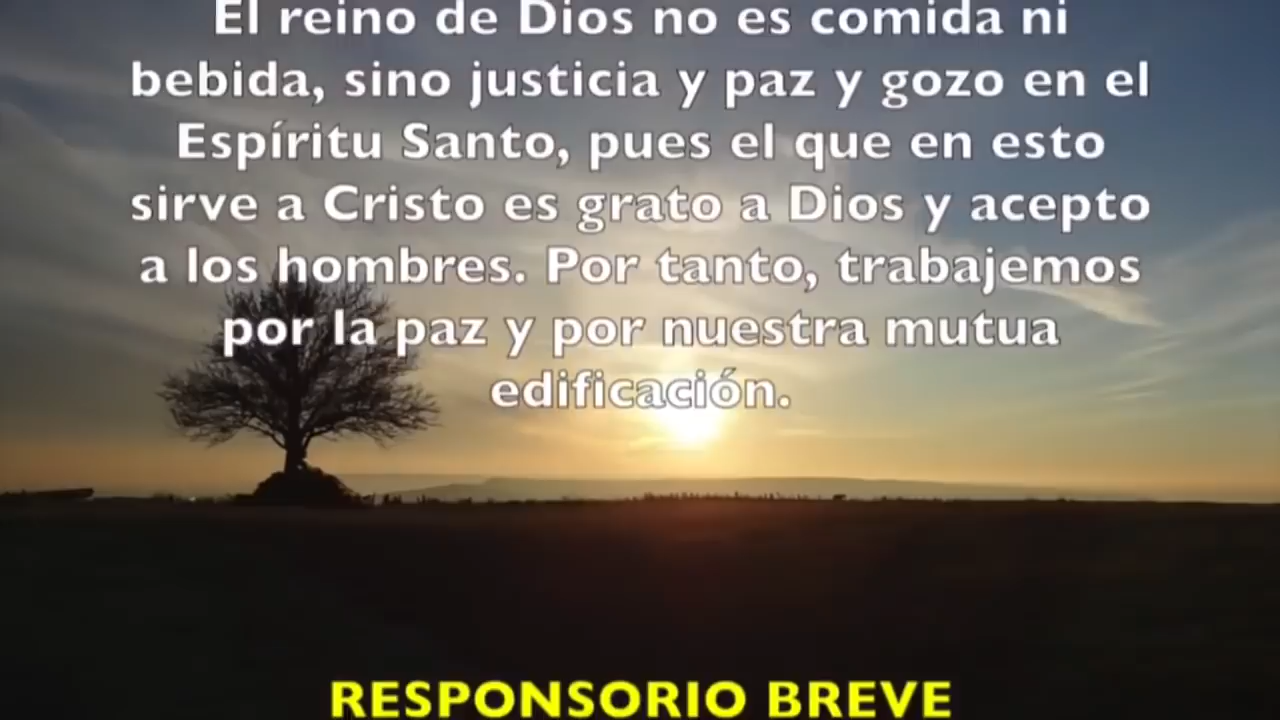 El reino de Dios no es comida ni
bebida, sino justicia y paz y gozo en el
Espíritu Santo, pues el que en esto
sirve a Cristo es grato a Dios y acepto
a los hombres. Por tanto, trabajemos
por la paz y por nuestra mutua
edificación.
RESPONSORIO BREVE